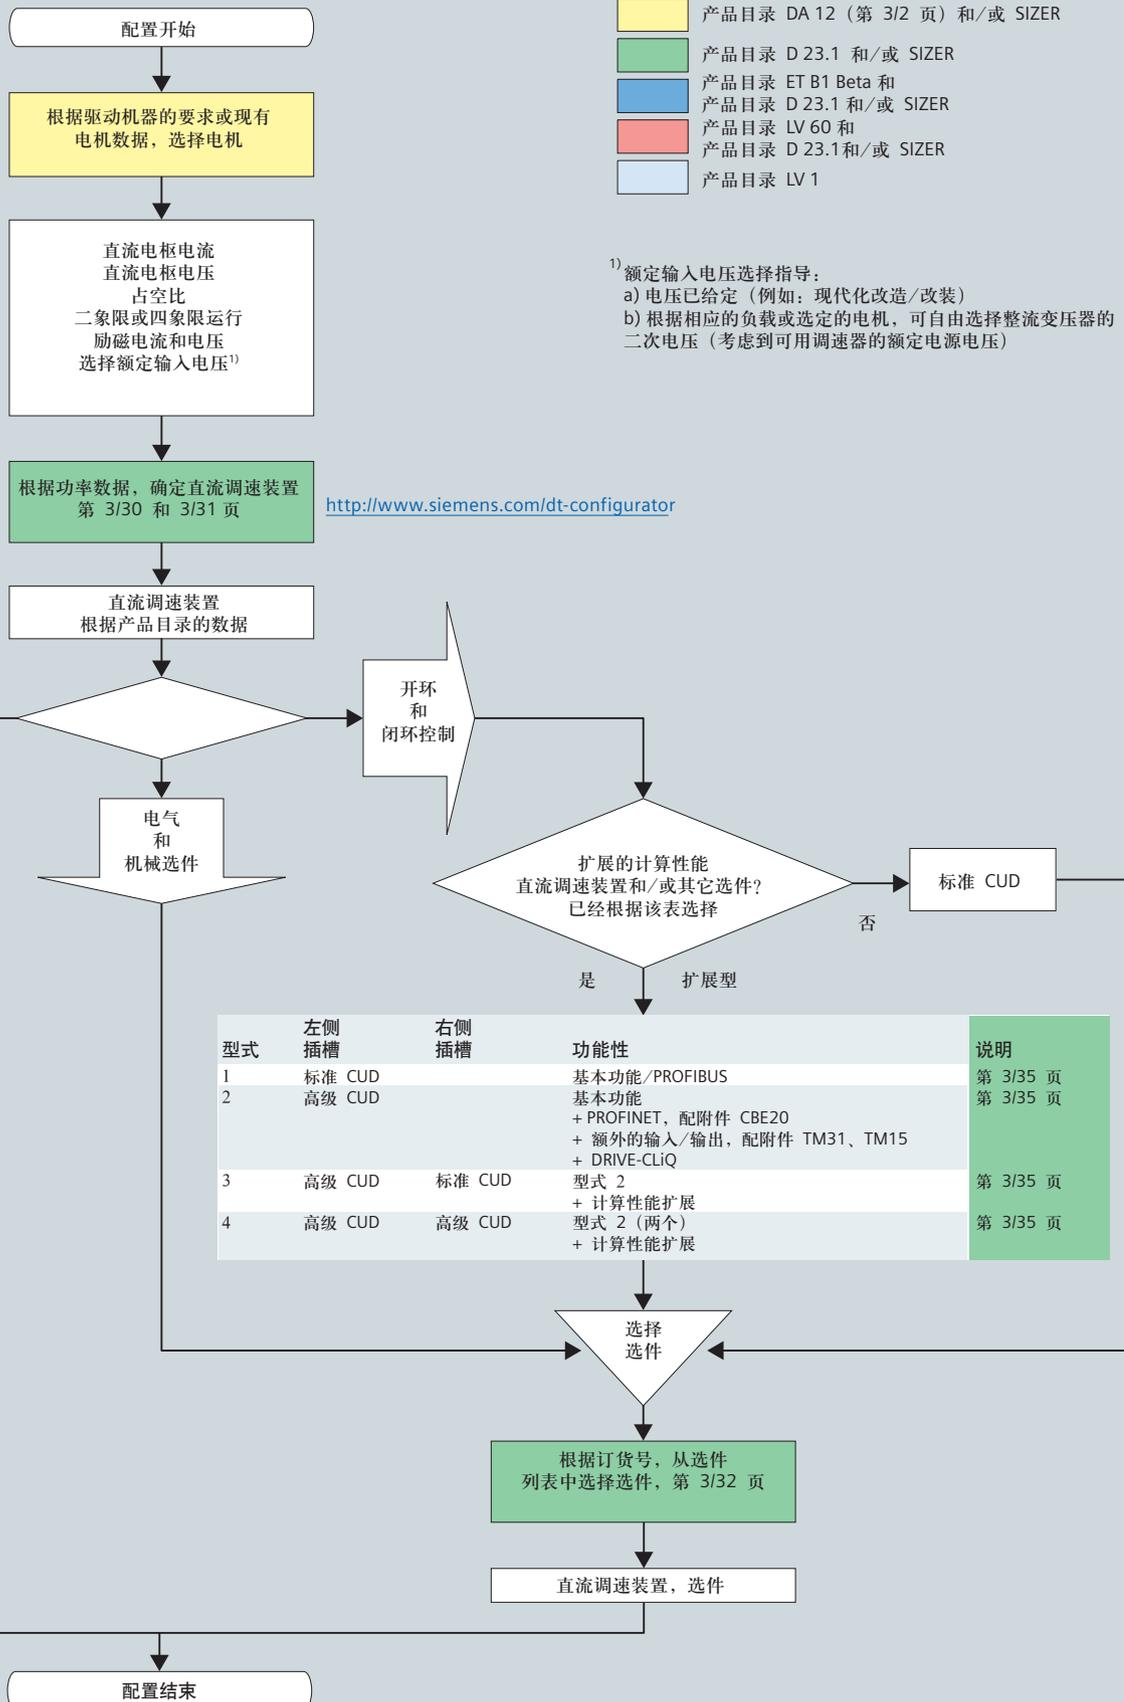 配置开始
根据驱动机器的要求或现有
电机数据，选择电机
直流电枢电流
直流电枢电压
占空比
二象限或四象限运行
励磁电流和电压
选择额定输入电压1)
根据功率数据，确定直流调速装置
第 3/30 和 3/31 页
http://www.siemens.com/dt-configurator
直流调速装置
根据产品目录的数据
产品目录 DA 12（第 3/2 页）和/或 SIZER
产品目录 D 23.1 和/或 SIZER
产品目录 ET B1 Beta 和
产品目录 D 23.1 和/或 SIZER
产品目录 LV 60 和
产品目录 D 23.1和/或 SIZER
产品目录 LV 1
1)额定输入电压选择指导：
a) 电压已给定（例如：现代化改造/改装）
b) 根据相应的负载或选定的电机，可自由选择整流变压器的
二次电压（考虑到可用调速器的额定电源电压）
开环
和
闭环控制
电气
和
机械选件
扩展的计算性能
直流调速装置和/或其它选件？
已经根据该表选择
否
标准 CUD
是 扩展型
左侧 右侧
型式 插槽 插槽 功能性 说明
1 标准 CUD 基本功能/PROFIBUS 第 3/35 页
2 高级 CUD 基本功能 第 3/35 页
+ PROFINET，配附件 CBE20
+ 额外的输入/输出，配附件 TM31、TM15
+ DRIVE-CLiQ
3 高级 CUD 标准 CUD 型式 2 第 3/35 页
+ 计算性能扩展
4 高级 CUD 高级 CUD 型式 2（两个） 第 3/35 页
+ 计算性能扩展
选择
选件
根据订货号，从选件
列表中选择选件，第 3/32 页
直流调速装置，选件
配置结束